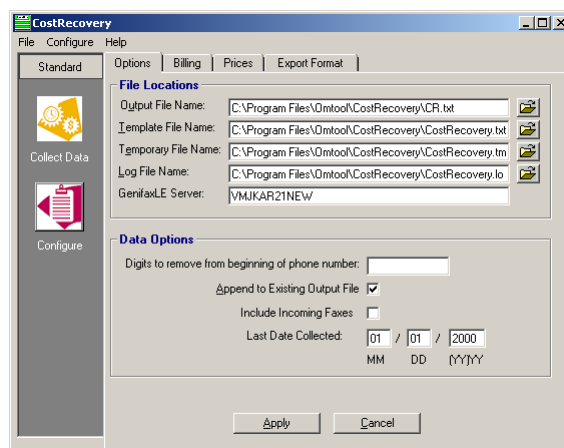 CostRecovery
File Configure Help
Standard
Collect Data
Configure
Options Billing Prices Export Format
File Locations
Output File Name: C:\Program Files\Omtool\CostRecovery\CR.txt
Template File Name: C:\Program Files\Omtool\CostRecovery\CostRecovery.txt
Temporary File Name: C:\Program Files\Omtool\CostRecovery\CostRecovery.tm
Log File Name: C:\Program Files\Omtool\CostRecovery\CostRecovery.lo
GenifaxLE Server: VMJKAR21NEW
Data Options
Digits to remove from beginning of phone number:
Append to Existing Output File
Include Incoming Faxes
Last Date Collected: 01 / 01 / 2000
MM DD (YY)YY
Apply Cancel